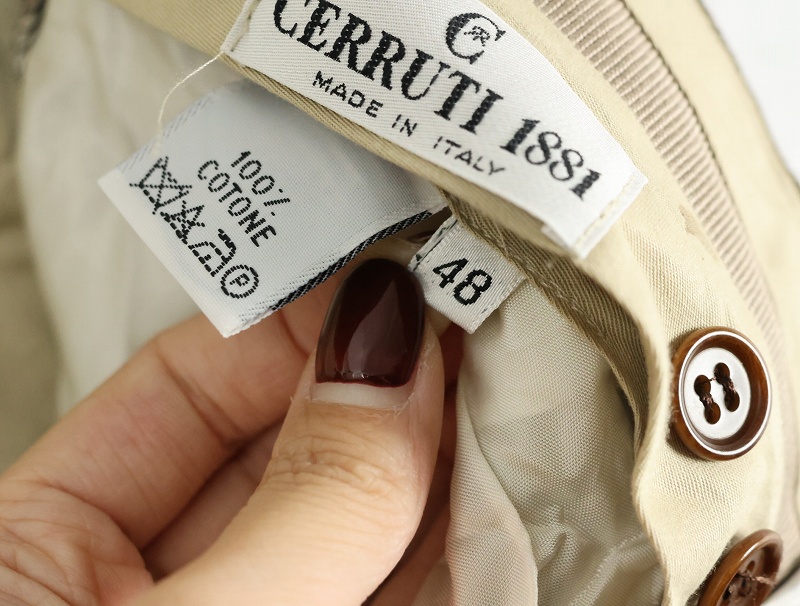 CERRUTI 1881
MADE IN ITALY
100%
COTONE
P
48